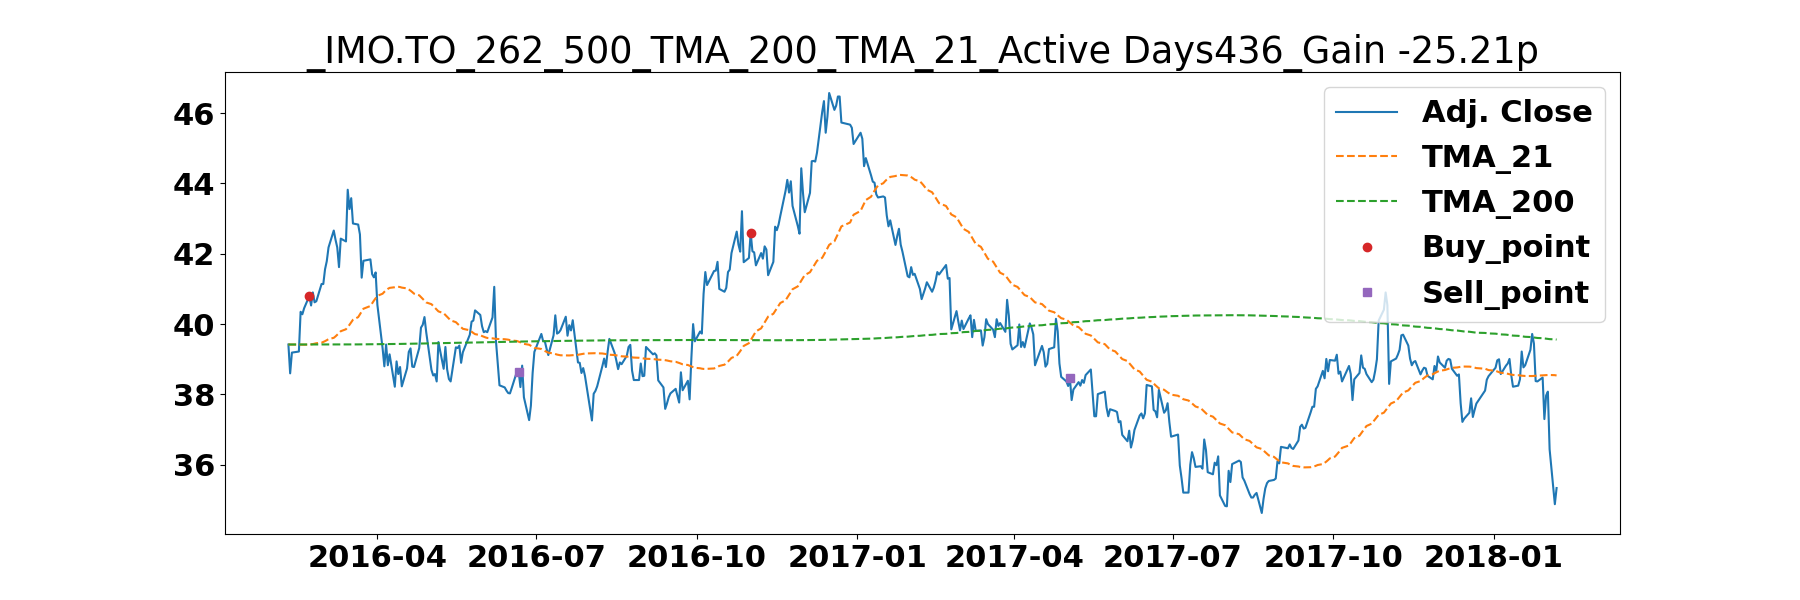 _IMO.TO_262_500_TMA_200_TMA_21_Active Days436_Gain -25.21p
46
44
42
40
38
36
Adj. Close
TMA_21
TMA_200
Buy_point
Sell_point
2016-04 2016-07 2016-10 2017-01 2017-04 2017-07 2017-10 2018-01